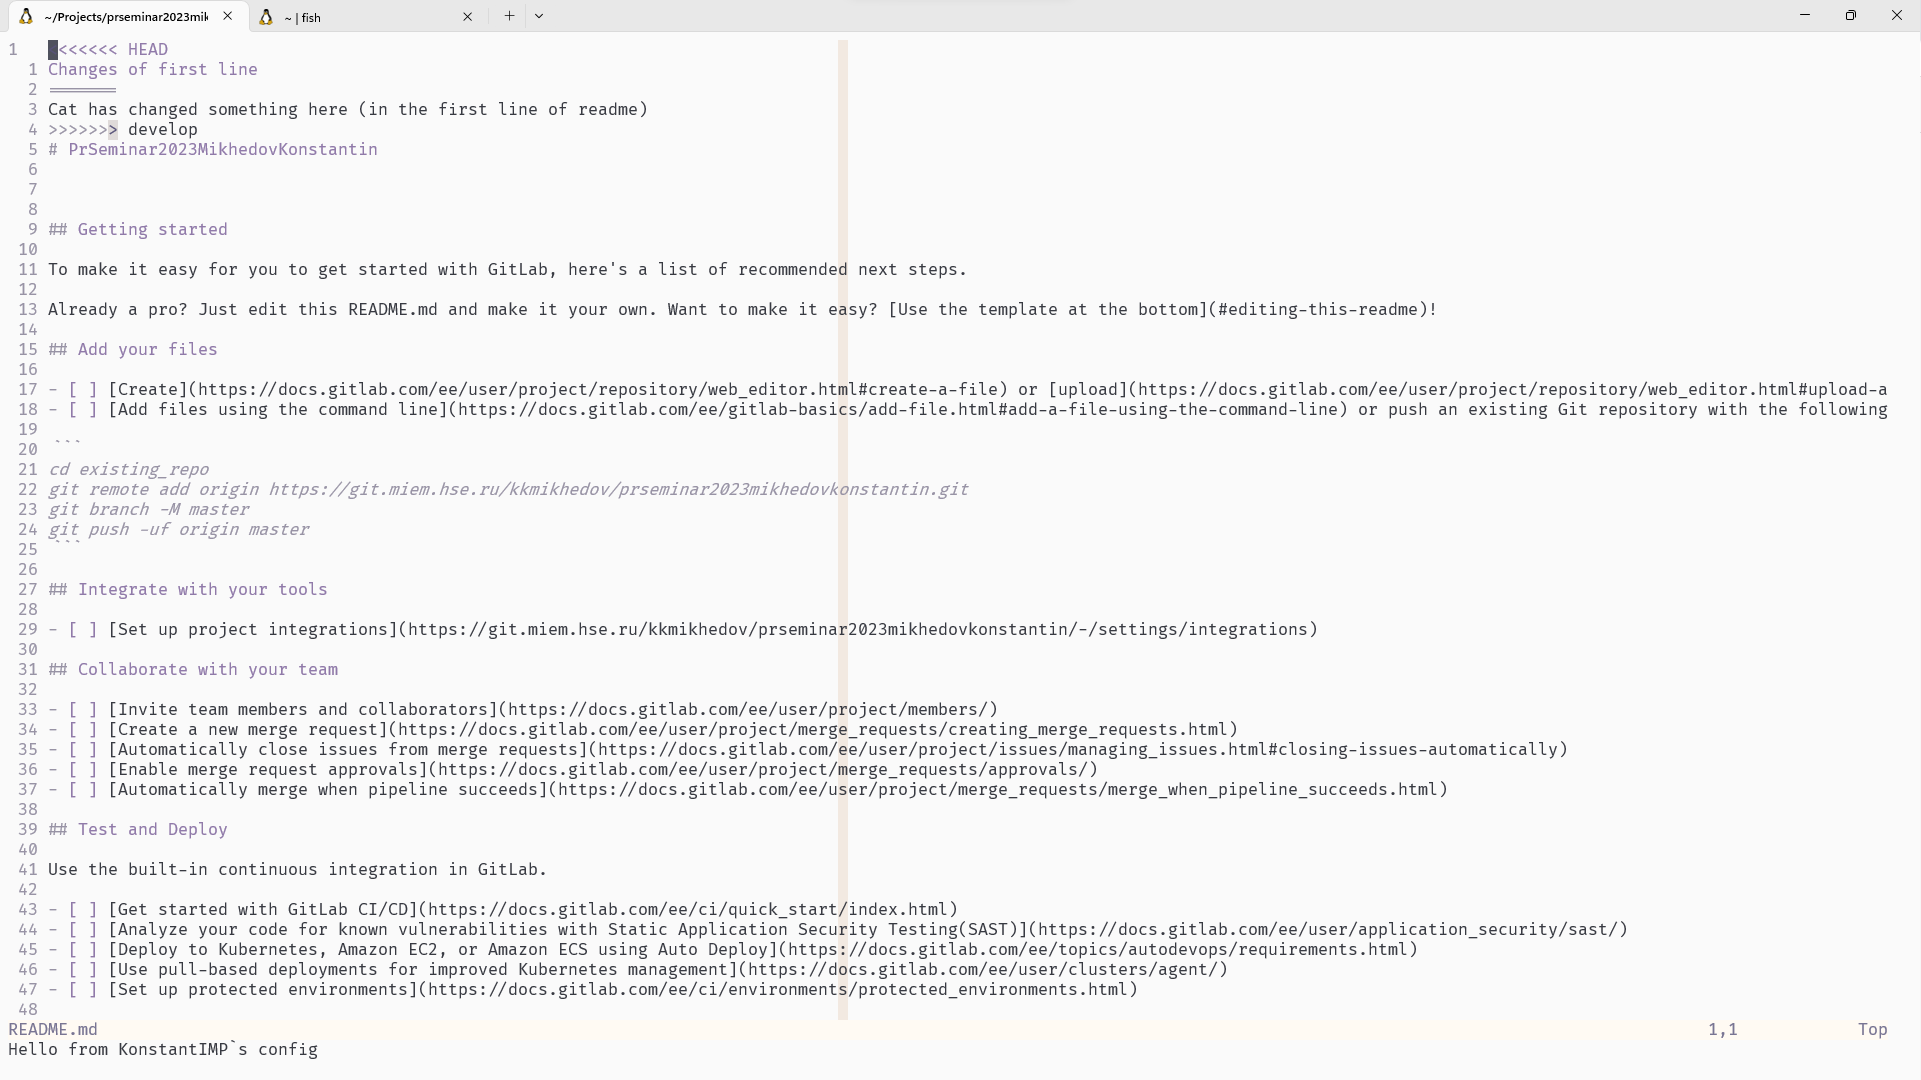 ~/Projects/prseminar2023mik
~ | fish
1 <<<<<<< HEAD
1 Changes of first line
2 =======
3 Cat has changed something here (in the first line of readme)
4 >>>>>>> develop
5 # PrSeminar2023MikhedovKonstantin
6
7
8
9 ## Getting started
10
11 To make it easy for you to get started with GitLab, here's a list of recommended next steps.
12
13 Already a pro? Just edit this README.md and make it your own. Want to make it easy? [Use the template at the bottom](#editing-this-readme)!
14
15 ## Add your files
16
17 - [ ] [Create](https://docs.gitlab.com/ee/user/project/repository/web_editor.html#create-a-file) or [upload](https://docs.gitlab.com/ee/user/project/repository/web_editor.html#upload-a
18 - [ ] [Add files using the command line](https://docs.gitlab.com/ee/gitlab-basics/add-file.html#add-a-file-using-the-command-line) or push an existing Git repository with the following
19
20 ```
21 cd existing_repo
22 git remote add origin https://git.miem.hse.ru/kkmikhedov/prseminar2023mikhedovkonstantin.git
23 git branch -M master
24 git push -uf origin master
25 ```
26
27 ## Integrate with your tools
28
29 - [ ] [Set up project integrations](https://git.miem.hse.ru/kkmikhedov/prseminar2023mikhedovkonstantin/-/settings/integrations)
30
31 ## Collaborate with your team
32
33 - [ ] [Invite team members and collaborators](https://docs.gitlab.com/ee/user/project/members/)
34 - [ ] [Create a new merge request](https://docs.gitlab.com/ee/user/project/merge_requests/creating_merge_requests.html)
35 - [ ] [Automatically close issues from merge requests](https://docs.gitlab.com/ee/user/project/issues/managing_issues.html#closing-issues-automatically)
36 - [ ] [Enable merge request approvals](https://docs.gitlab.com/ee/user/project/merge_requests/approvals/)
37 - [ ] [Automatically merge when pipeline succeeds](https://docs.gitlab.com/ee/user/project/merge_requests/merge_when_pipeline_succeeds.html)
38
39 ## Test and Deploy
40
41 Use the built-in continuous integration in GitLab.
42
43 - [ ] [Get started with GitLab CI/CD](https://docs.gitlab.com/ee/ci/quick_start/index.html)
44 - [ ] [Analyze your code for known vulnerabilities with Static Application Security Testing(SAST)](https://docs.gitlab.com/ee/user/application_security/sast/)
45 - [ ] [Deploy to Kubernetes, Amazon EC2, or Amazon ECS using Auto Deploy](https://docs.gitlab.com/ee/topics/autodevops/requirements.html)
46 - [ ] [Use pull-based deployments for improved Kubernetes management](https://docs.gitlab.com/ee/user/clusters/agent/)
47 - [ ] [Set up protected environments](https://docs.gitlab.com/ee/ci/environments/protected_environments.html)
48
README.md 1,1 Top
Hello from KonstantIMP`s config